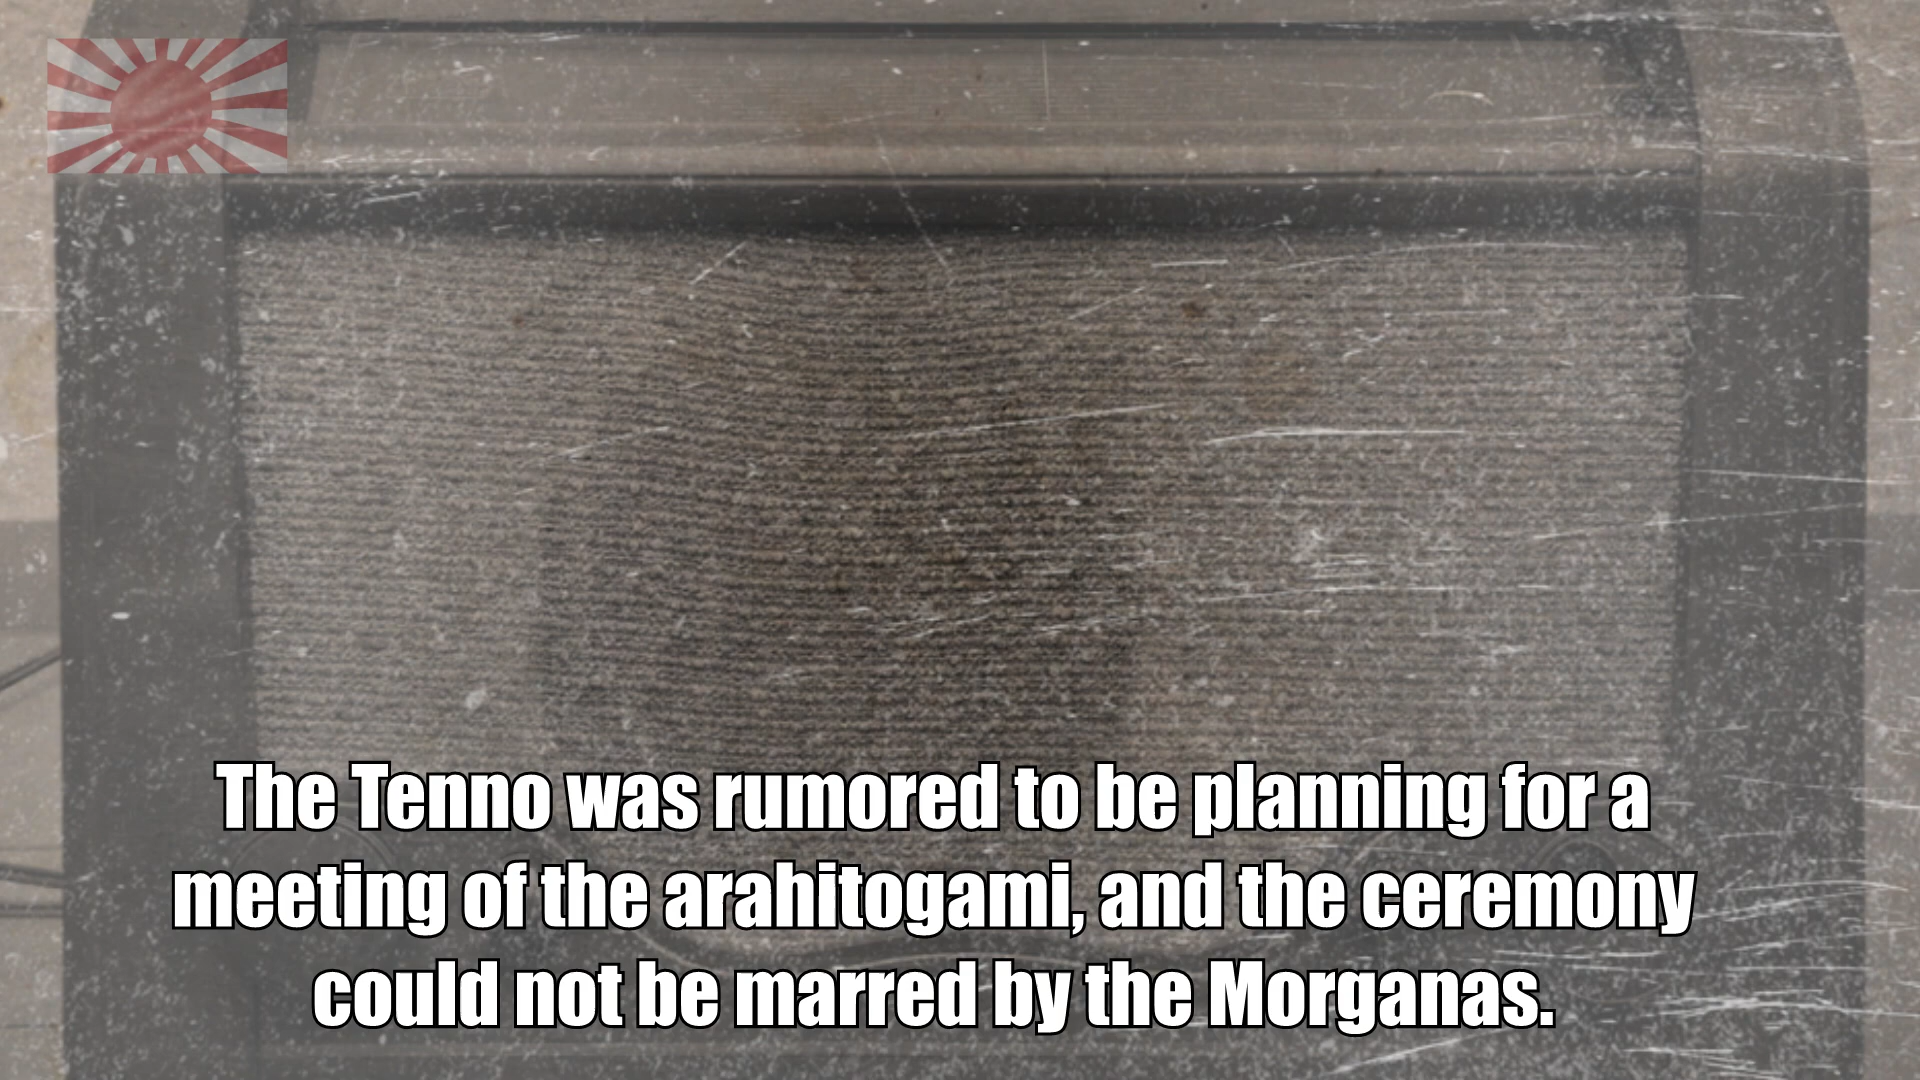 The Tenno was rumored to be planning for a
meeting of the arahitogami, and the ceremony
could not be marred by the Morganas.